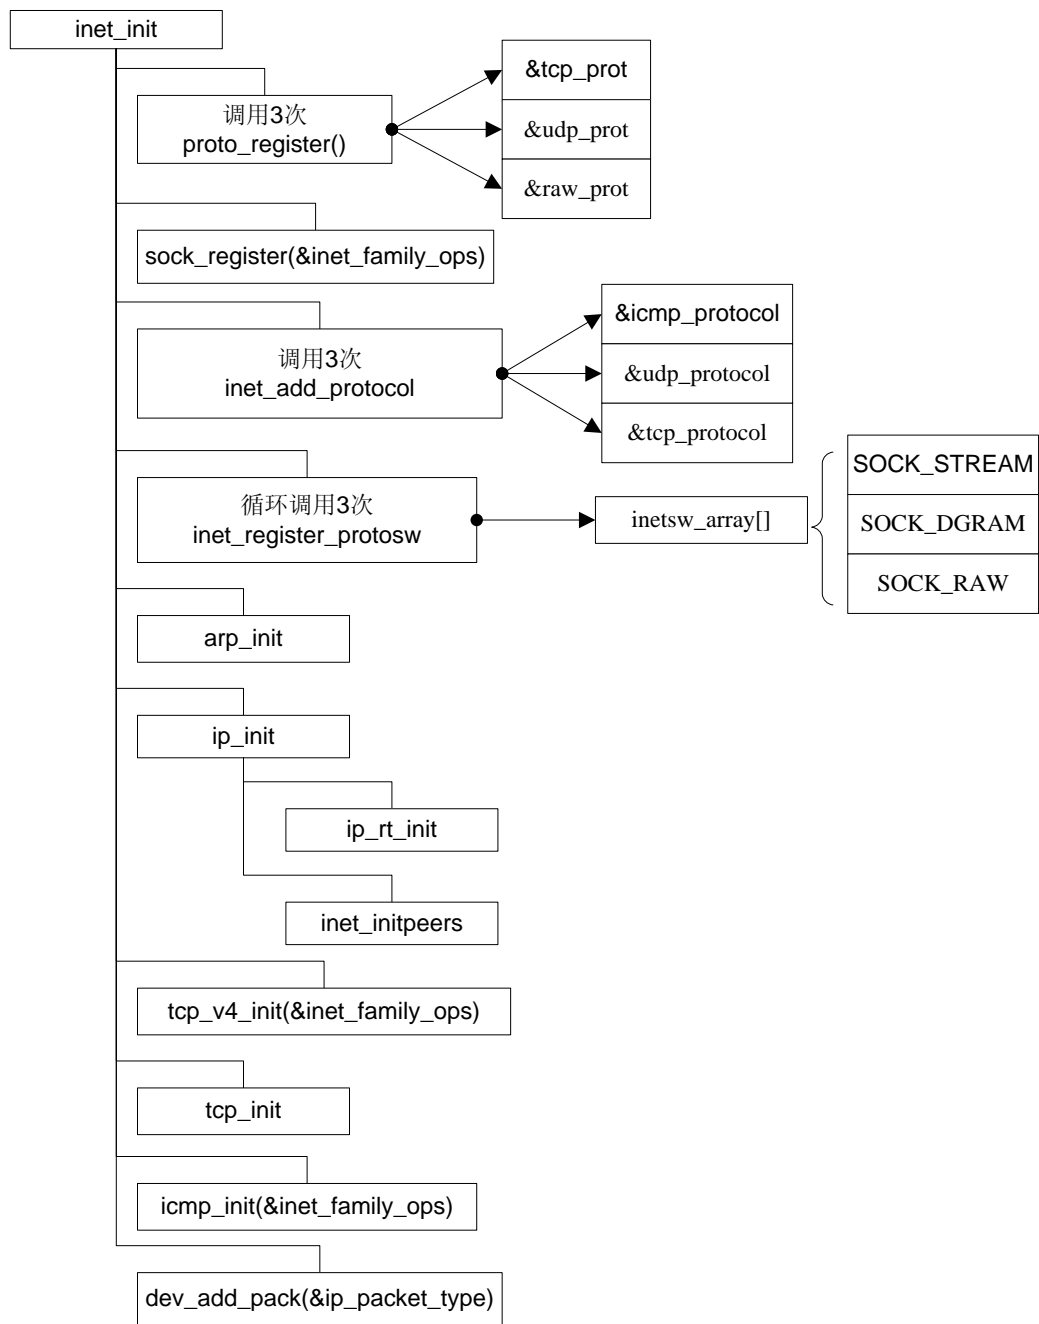 inet_init
调用3次
proto_register()
&tcp_prot
&udp_prot
&raw_prot
sock_register(&inet_family_ops)
调用3次
inet_add_protocol
&icmp_protocol
&udp_protocol
&tcp_protocol
循环调用3次
inet_register_protosw
inetsw_array[]
SOCK_STREAM
SOCK_DGRAM
SOCK_RAW
arp_init
ip_init
ip_rt_init
inet_initpeers
tcp_v4_init(&inet_family_ops)
tcp_init
icmp_init(&inet_family_ops)
dev_add_pack(&ip_packet_type)